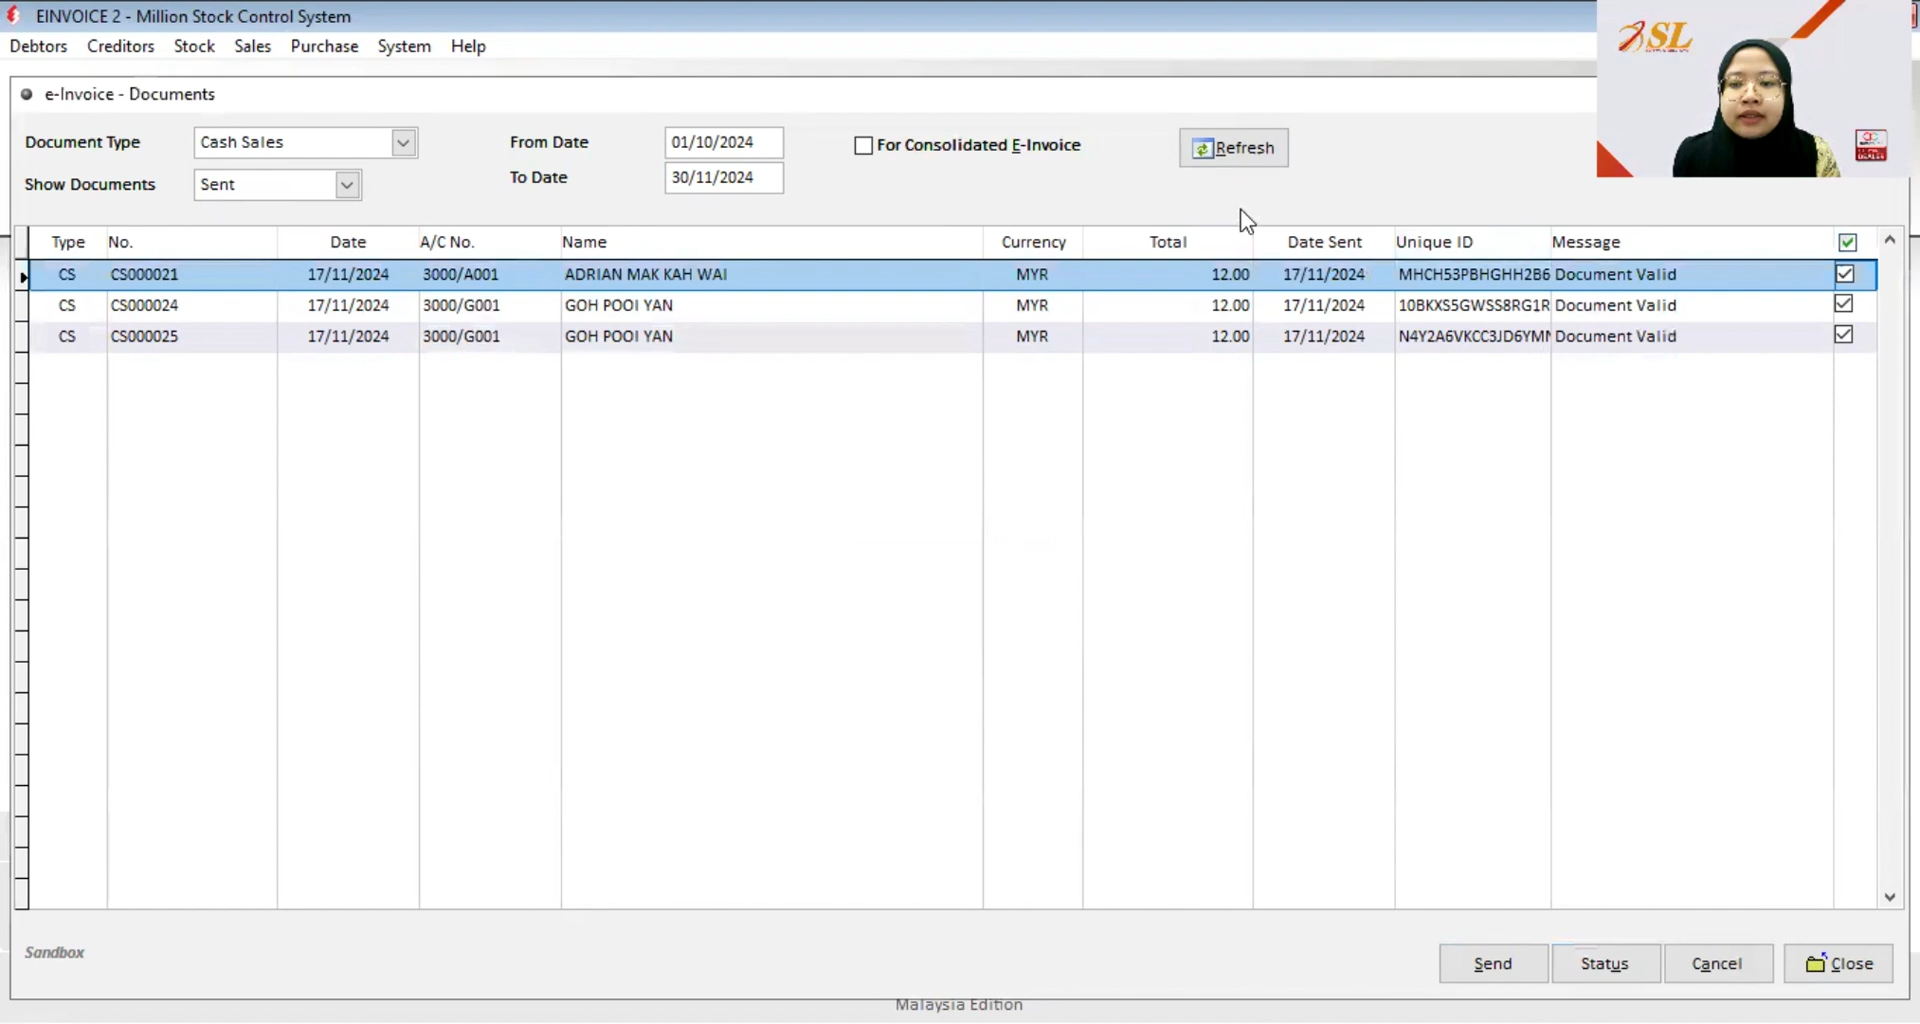 EINVOICE 2 - Million Stock Control System
Debtors Creditors Stock Sales Purchase System Help
SL
e-Invoice - Documents
Document Type Cash Sales From Date 01/10/2024 For Consolidated E-Invoice Refresh
Show Documents Sent To Date 30/11/2024
Type No. Date A/C No. Name Currency Total Date Sent Unique ID Message
CS CS000021 17/11/2024 3000/A001 ADRIAN MAK KAH WAI MYR 12.00 17/11/2024 MHCH53PBHGHH2B6 Document Valid
CS CS000024 17/11/2024 3000/G001 GOH POOI YAN MYR 12.00 17/11/2024 10BKXS5GWSS8RG1R Document Valid
CS CS000025 17/11/2024 3000/G001 GOH POOI YAN MYR 12.00 17/11/2024 N4Y2A6VKCC3JD6YM Document Valid
Sandbox
Send Status Cancel Close
Malaysia Edition